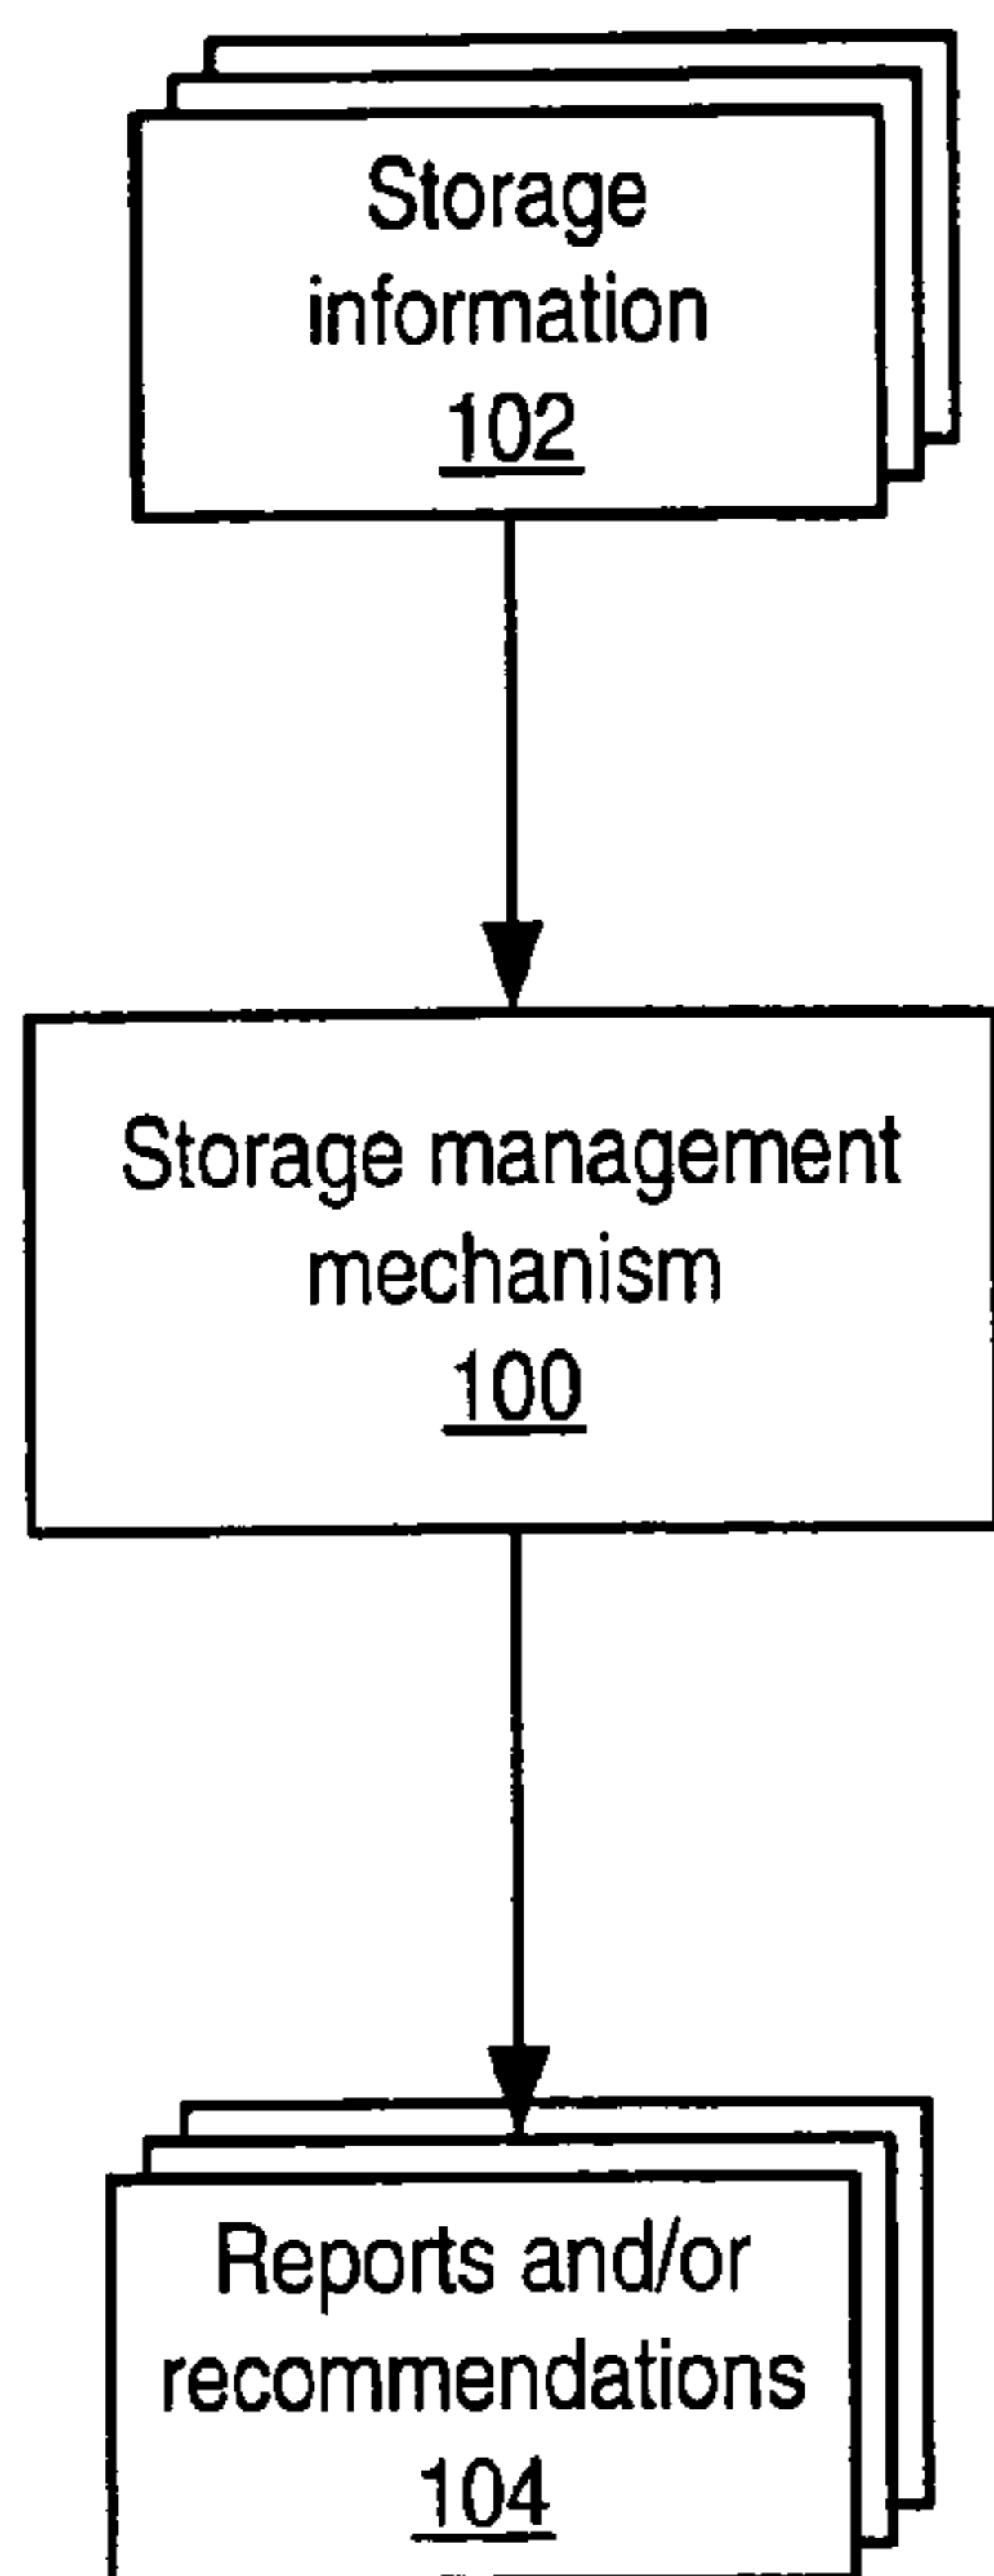 Storage
information
102
Storage management
mechanism
100
Reports and/or
recommendations
104